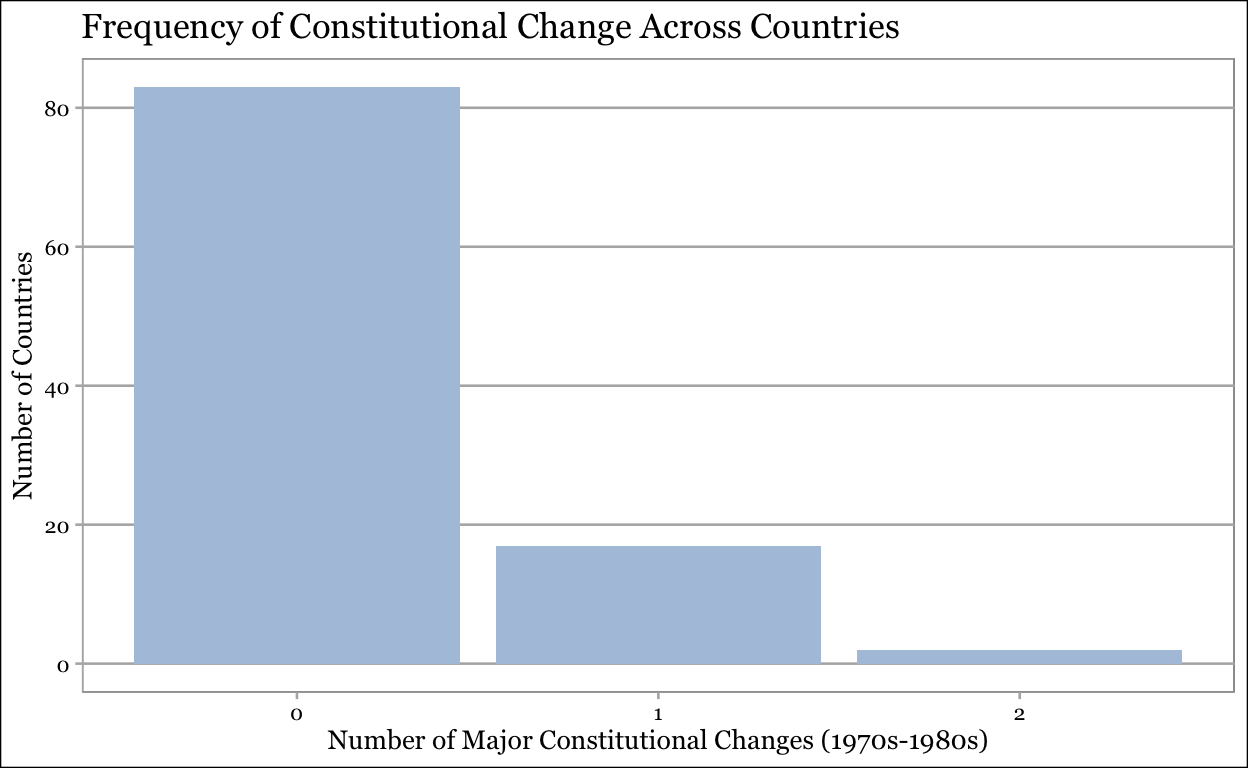 Frequency of Constitutional Change Across Countries
Number of Countries
80
60
40
20
0
0 1 2
Number of Major Constitutional Changes (1970s-1980s)